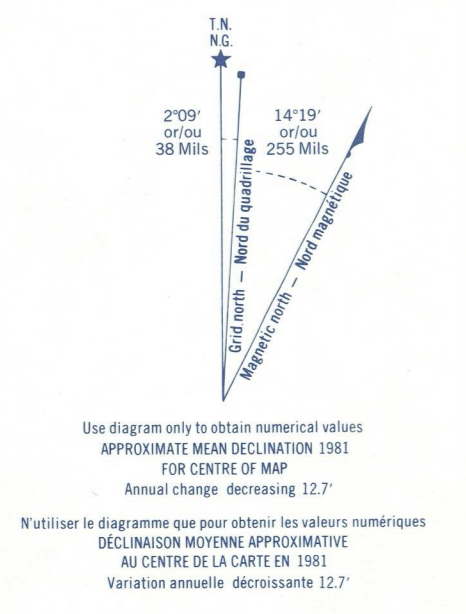 T.N.
N.G.
2°09′
or/ou
38 Mils
14°19′
or/ou
255 Mils
Grid north – Nord du quadrillage
Magnetic north – Nord magnétique
Use diagram only to obtain numerical values
APPROXIMATE MEAN DECLINATION 1981
FOR CENTRE OF MAP
Annual change decreasing 12.7′
N'utiliser le diagramme que pour obtenir les valeurs numériques
DÉCLINAISON MOYENNE APPROXIMATIVE
AU CENTRE DE LA CARTE EN 1981
Variation annuelle décroissante 12.7′